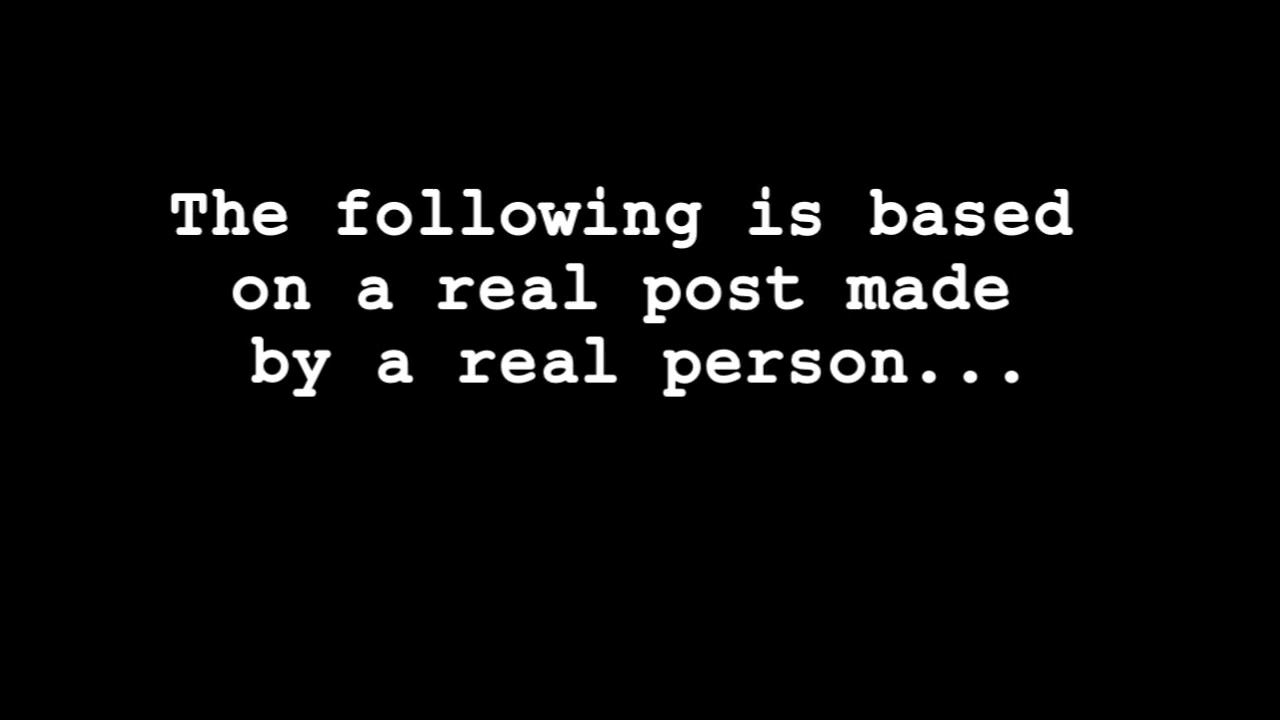 The following is based
on a real post made
by a real person...